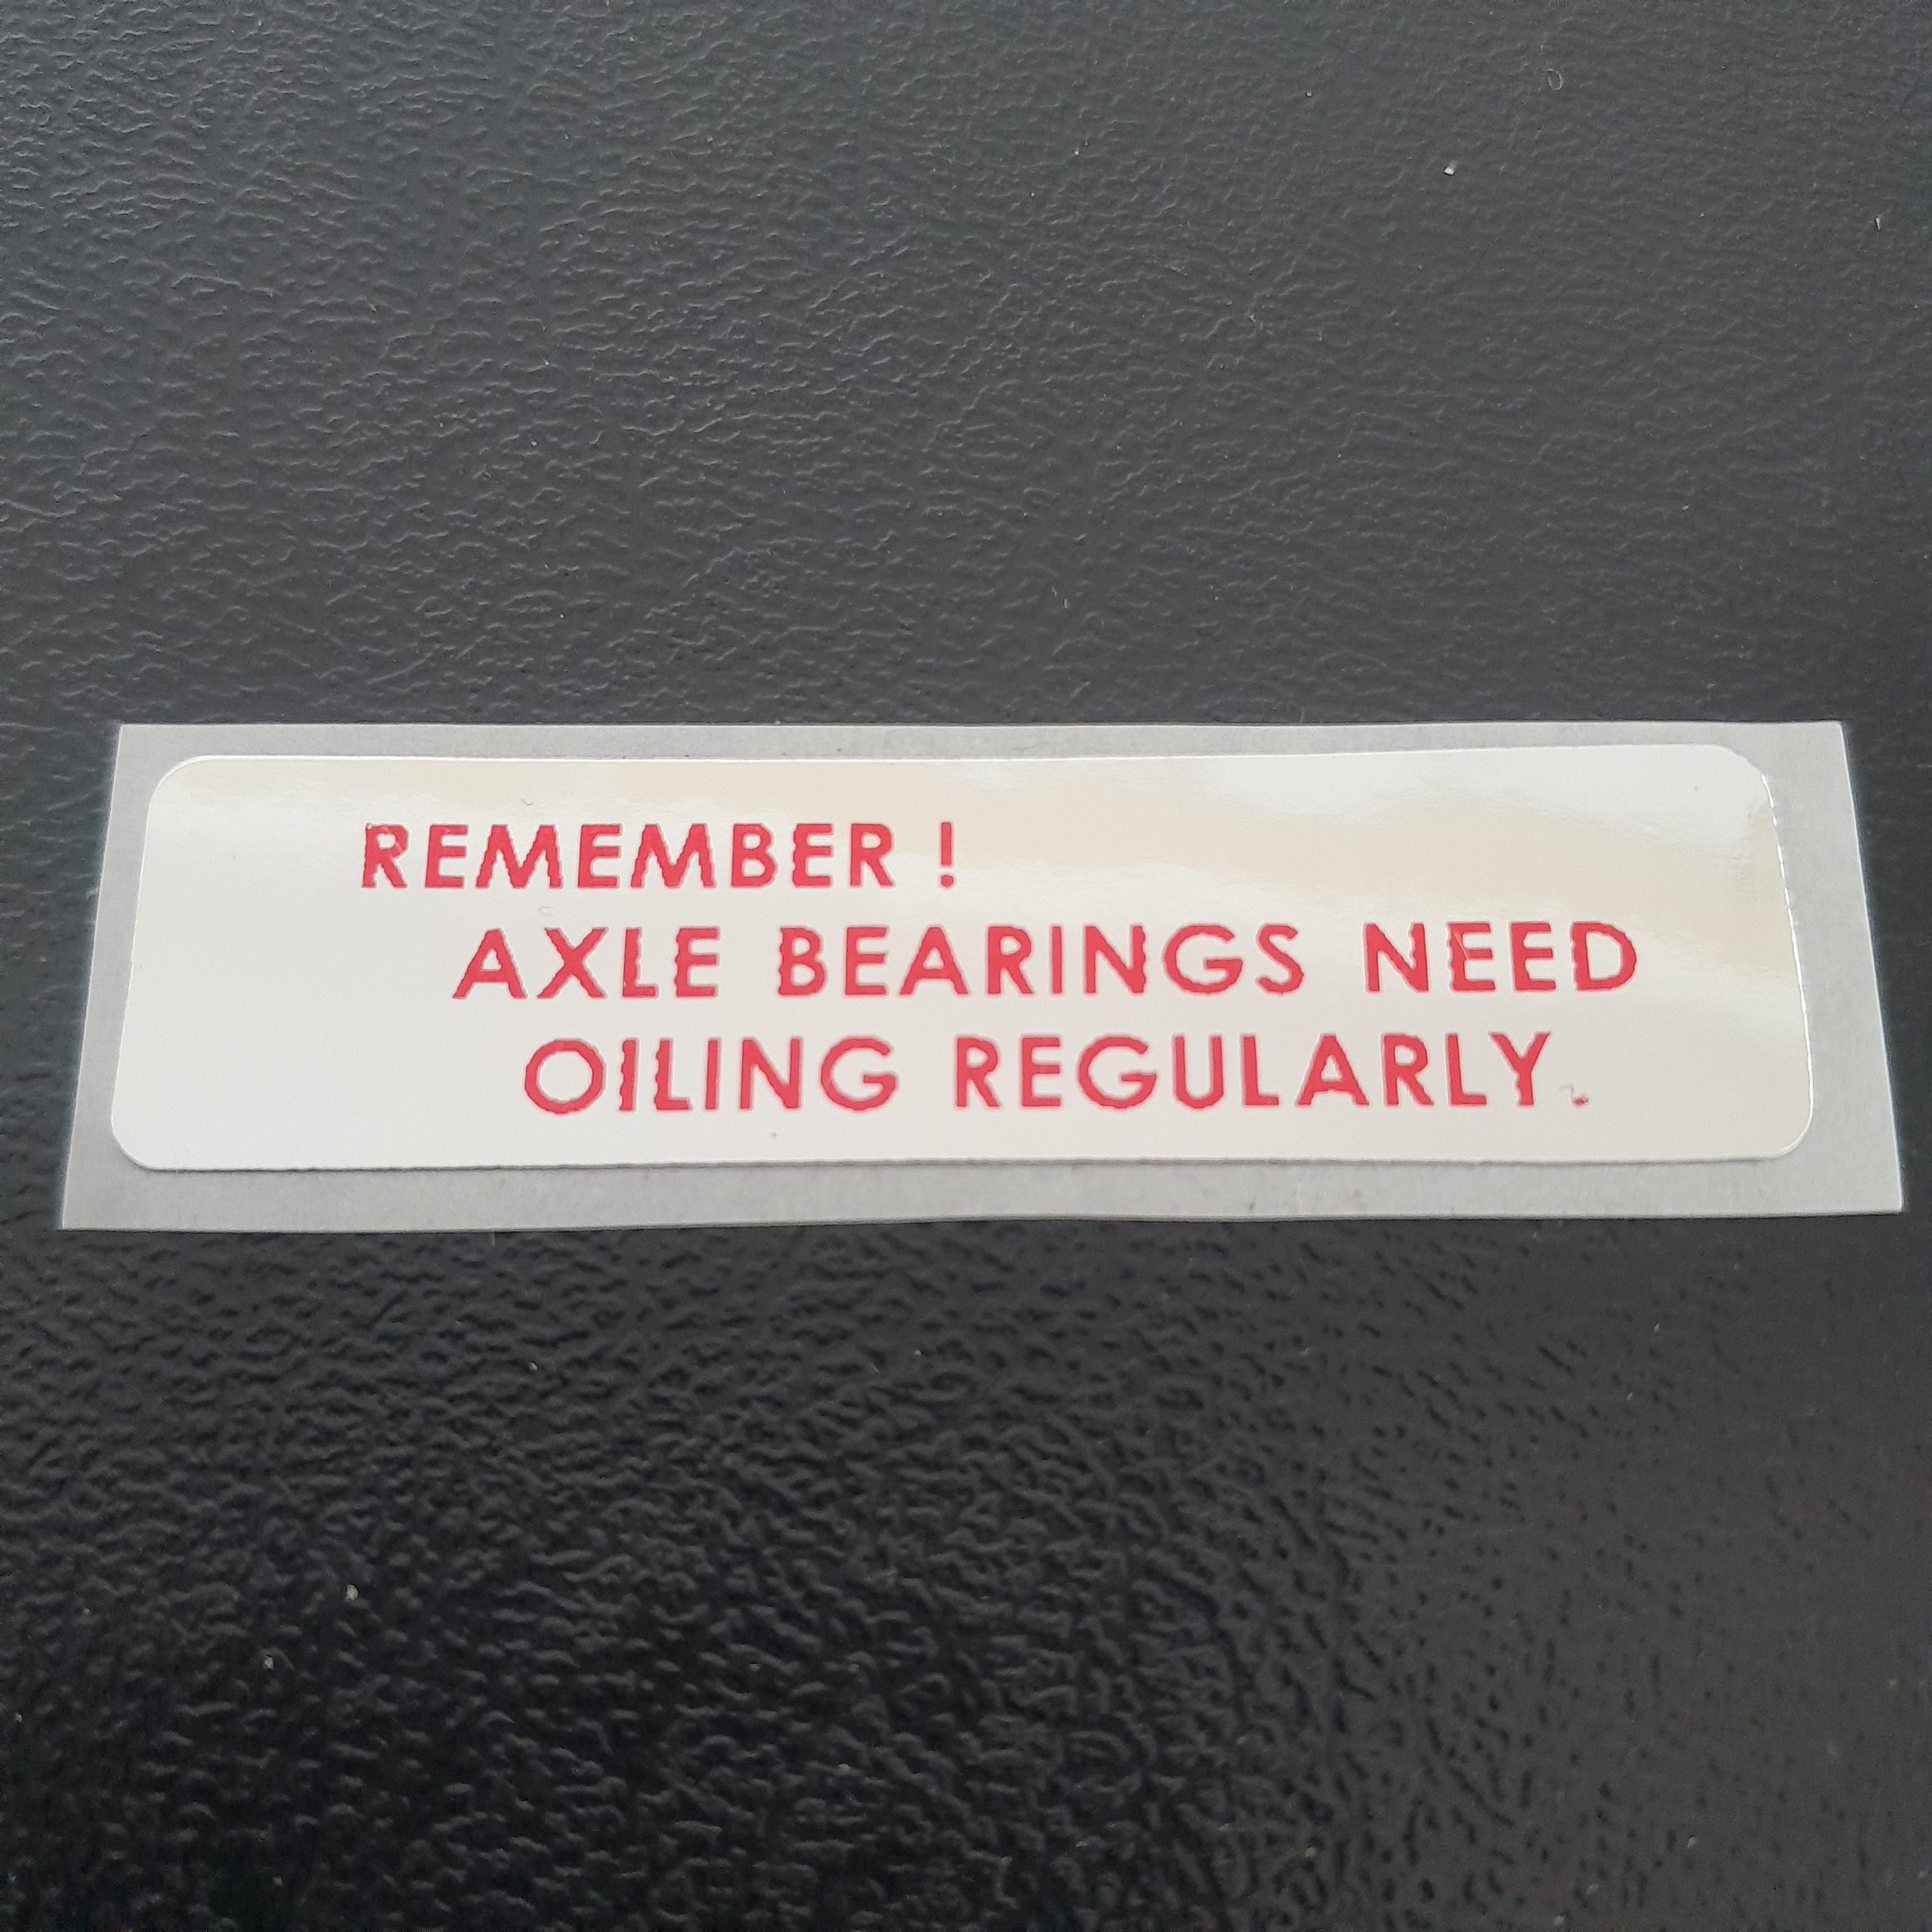 REMEMBER !
AXLE BEARINGS NEED
OILING REGULARLY.